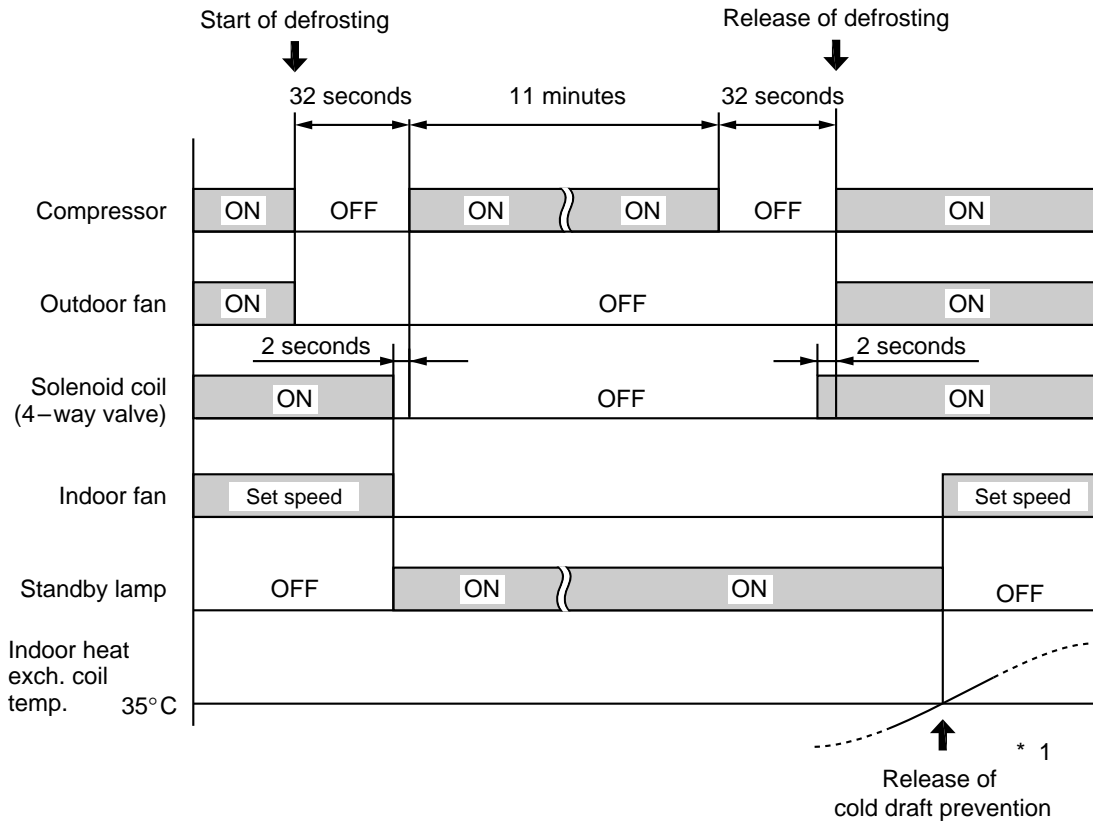 Start of defrosting
Release of defrosting
32 seconds
11 minutes
32 seconds
Compressor
ON
OFF
ON
ON
OFF
ON
Outdoor fan
ON
OFF
ON
2 seconds
2 seconds
Solenoid coil
(4−way valve)
ON
OFF
ON
Indoor fan
Set speed
Set speed
Standby lamp
OFF
ON
ON
OFF
Indoor heat
exch. coil
temp.
35°C
* 1
Release of
cold draft prevention